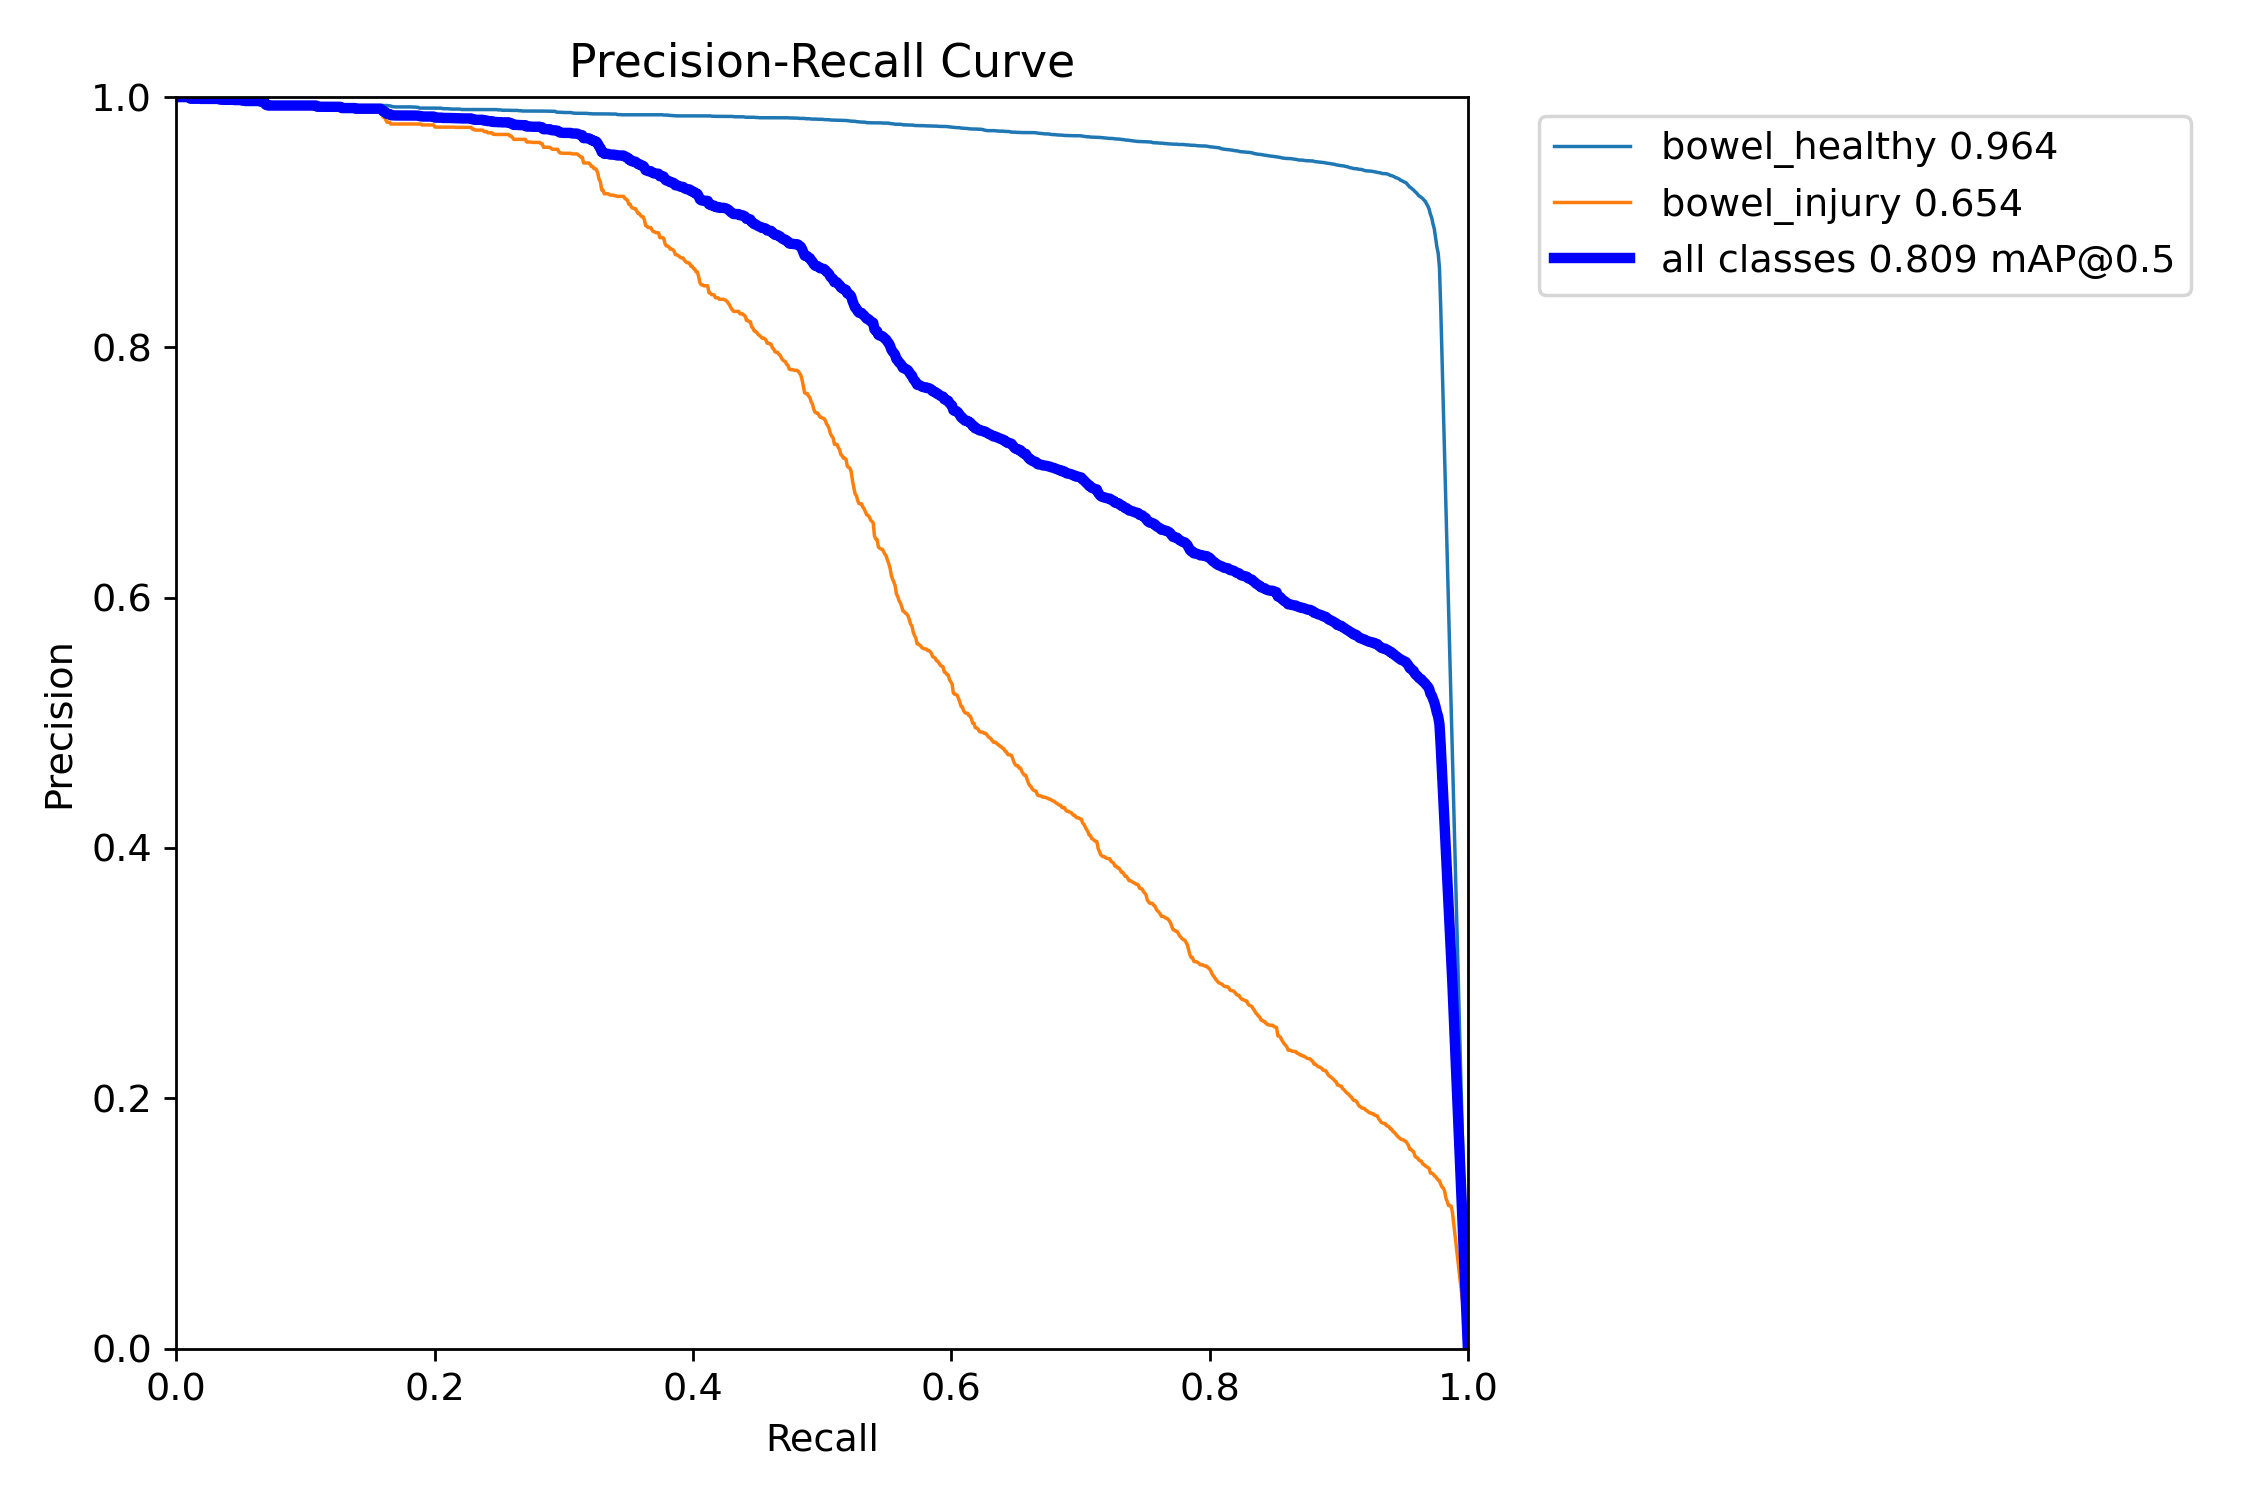 Precision-Recall Curve
1.0
0.8
0.6
0.4
0.2
0.0
Precision
0.0 0.2 0.4 0.6 0.8 1.0
Recall
bowel_healthy 0.964
bowel_injury 0.654
all classes 0.809 mAP@0.5